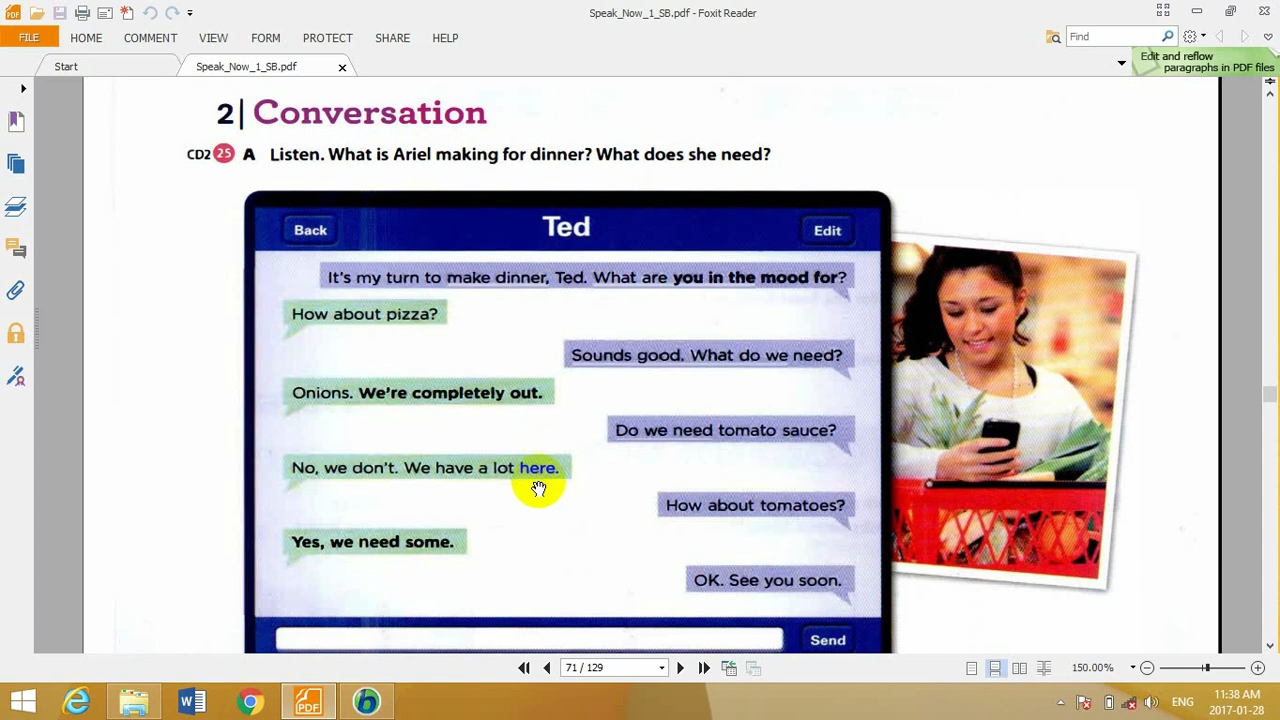 Speak_Now_1_SB.pdf - Foxit Reader
FILE HOME COMMENT VIEW FORM PROTECT SHARE HELP
Find
Edit and reflow
paragraphs in PDF files
Start Speak_Now_1_SB.pdf
2| Conversation
CD2 25 A Listen. What is Ariel making for dinner? What does she need?
Back Ted Edit
It's my turn to make dinner, Ted. What are you in the mood for?
How about pizza?
Sounds good. What do we need?
Onions. We're completely out.
Do we need tomato sauce?
No, we don't. We have a lot here.
How about tomatoes?
Yes, we need some.
OK. See you soon.
Send
71 / 129
150.00%
ENG
11:38 AM
2017-01-28